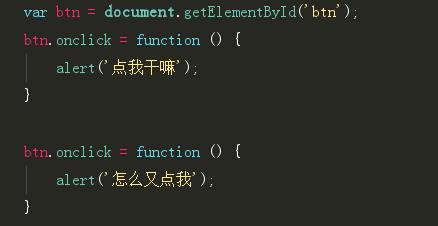 var btn = document.getElementById('btn');
btn.onclick = function () {
alert('点我干嘛');
}
btn.onclick = function () {
alert('怎么又点我');
}